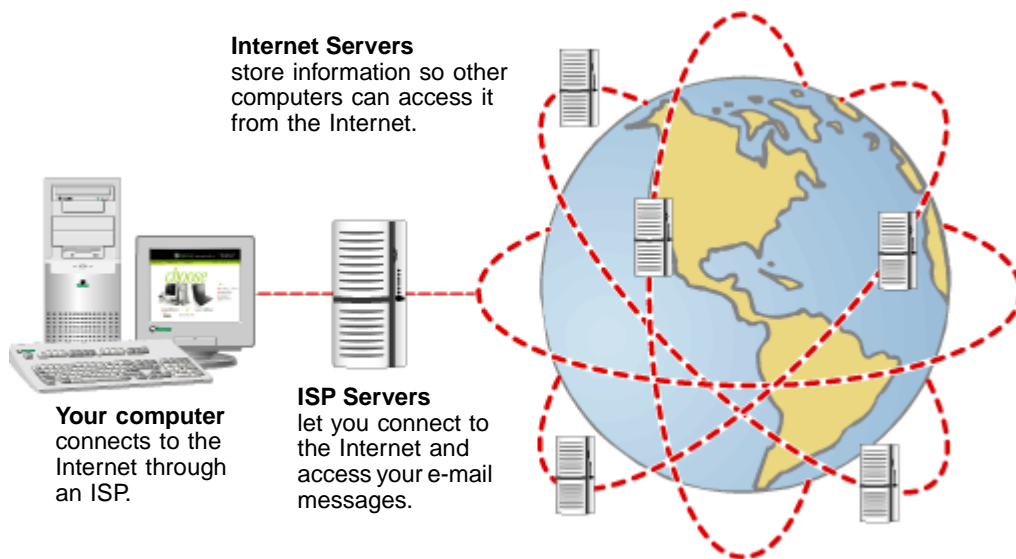 Internet Servers
store information so other
computers can access it
from the Internet.
choose
Your computer
connects to the
Internet through
an ISP.
ISP Servers
let you connect to
the Internet and
access your e-mail
messages.